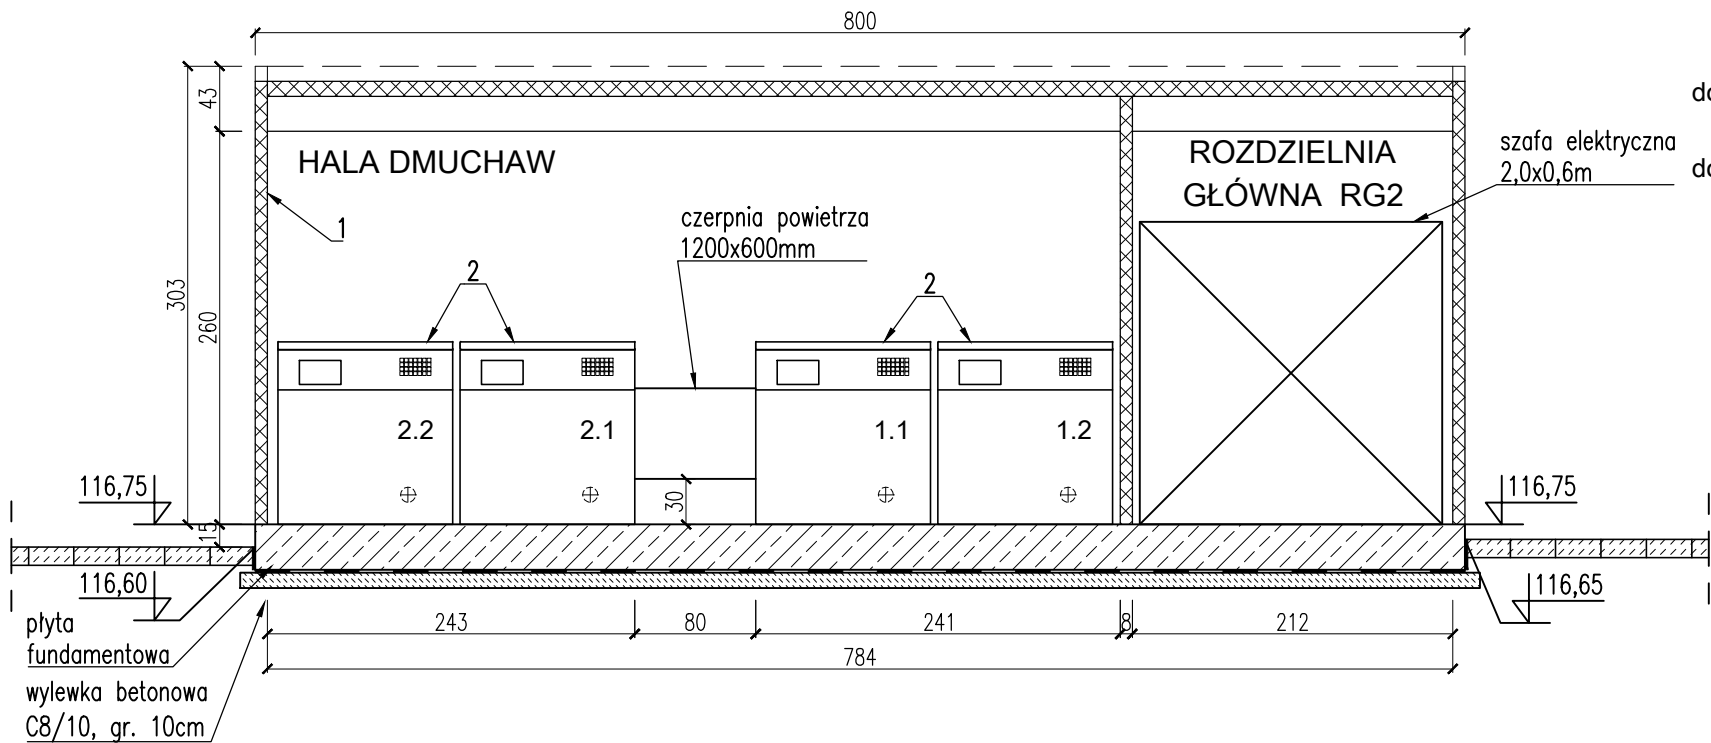 800
43
303
260
15
HALA DMUCHAW
ROZDZIELNIA
GŁÓWNA RG2
szafa elektryczna
2,0x0,6m
1
czerpnia powietrza
1200x600mm
2
2
2.2
2.1
1.1
1.2
30
116,75
116,75
116,60
116,65
płyta
fundamentowa
wylewka betonowa
C8/10, gr. 10cm
243
80
241
8
212
784